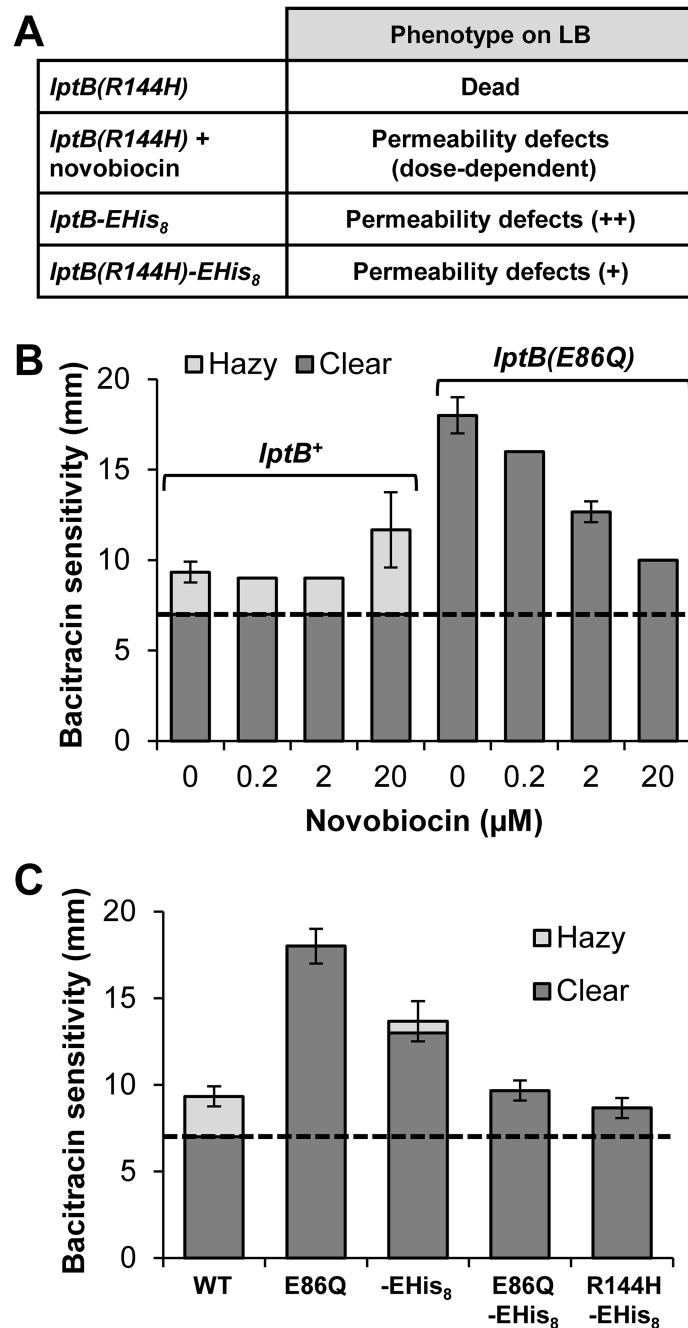 A
Phenotype on LB
lptB(R144H)
Dead
lptB(R144H) +
novobiocin
Permeability defects
(dose-dependent)
lptB-EHis8
Permeability defects (++)
lptB(R144H)-EHis8
Permeability defects (+)
B
Hazy
Clear
lptB(E86Q)
lptB+
Bacitracin sensitivity (mm)
20
15
10
5
0
0 0.2 2 20 0 0.2 2 20
Novobiocin (µM)
C
Hazy
Clear
Bacitracin sensitivity (mm)
20
15
10
5
0
WT
E86Q
-EHis8
E86Q
-EHis8
R144H
-EHis8